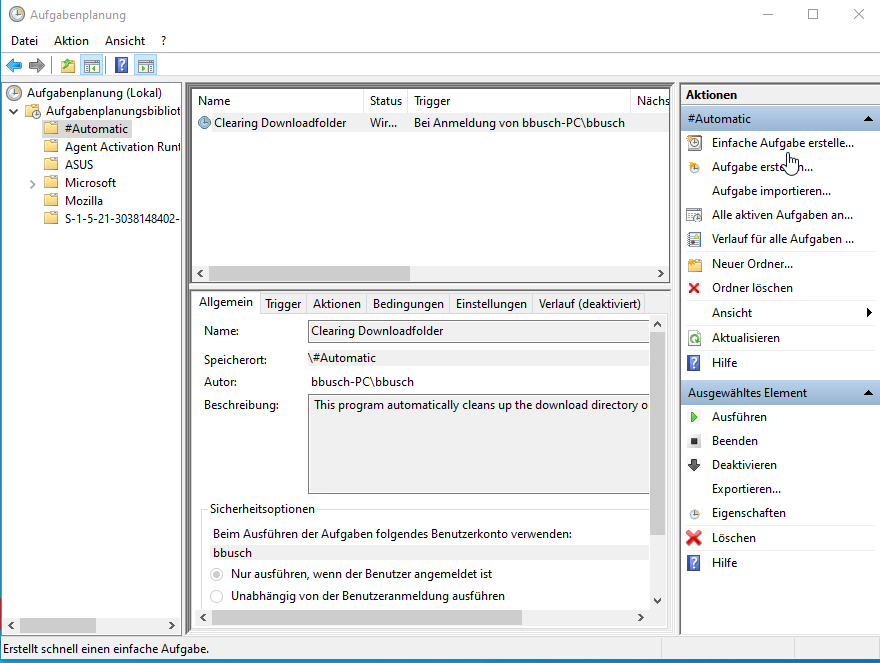 Aufgabenplanung
Datei Aktion Ansicht ?
Aufgabenplanung (Lokal)
Aufgabenplanungsbibliot
#Automatic
Agent Activation Runt
ASUS
Microsoft
Mozilla
S-1-5-21-3038148402-
Name Status Trigger Nächs
Clearing Downloadfolder Wir... Bei Anmeldung von bbusch-PC\bbusch
Allgemein Trigger Aktionen Bedingungen Einstellungen Verlauf (deaktiviert)
Name: Clearing Downloadfolder
Speicherort: \#Automatic
Autor: bbusch-PC\bbusch
Beschreibung: This program automatically cleans up the download directory o
Sicherheitsoptionen
Beim Ausführen der Aufgaben folgendes Benutzerkonto verwenden:
bbusch
Nur ausführen, wenn der Benutzer angemeldet ist
Unabhängig von der Benutzeranmeldung ausführen
Aktionen
#Automatic
Einfache Aufgabe erstelle...
Aufgabe erstellen...
Aufgabe importieren...
Alle aktiven Aufgaben an...
Verlauf für alle Aufgaben ...
Neuer Ordner...
Ordner löschen
Ansicht
Aktualisieren
Hilfe
Ausgewähltes Element
Ausführen
Beenden
Deaktivieren
Exportieren...
Eigenschaften
Löschen
Hilfe
Erstellt schnell einen einfache Aufgabe.